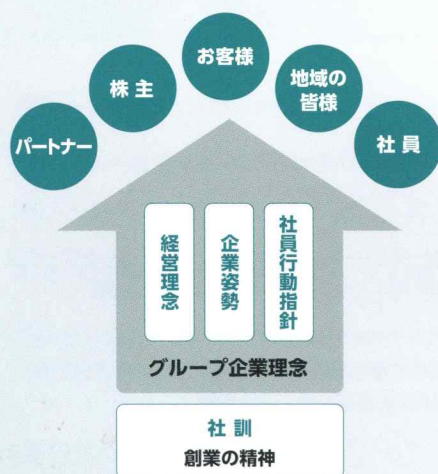 お客様
株主
地域の
皆様
パートナー
社員
経営理念
企業姿勢
社員行動指針
グループ企業理念
社訓
創業の精神